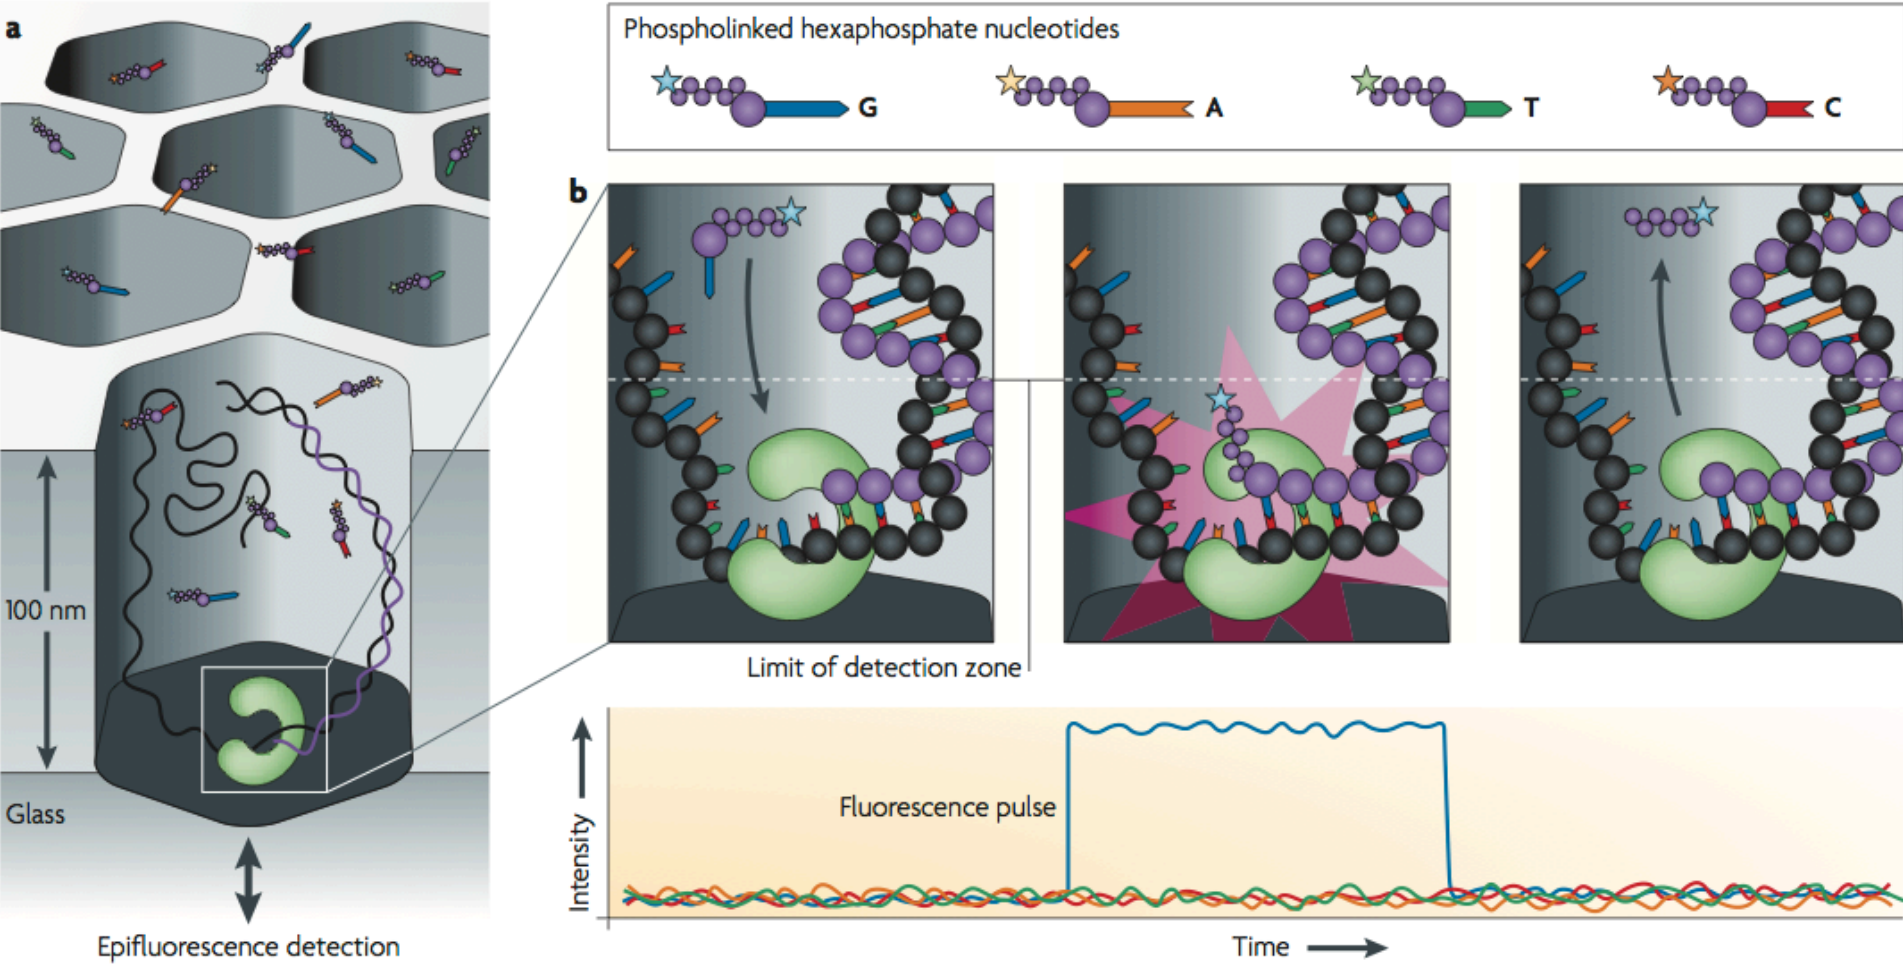 a
Phospholinked hexaphosphate nucleotides
G
A
T
C
b
100 nm
Glass
Epifluorescence detection
Limit of detection zone
Intensity
Fluorescence pulse
Time